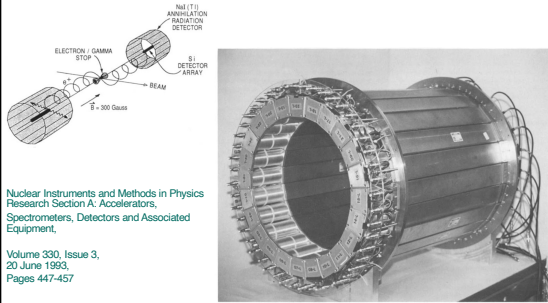 NaI (Tl)
ANNIHILATION
RADIATION
DETECTOR
ELECTRON / GAMMA
STOP
Si
DETECTOR
ARRAY
e⁺
BEAM
B = 300 Gauss
Nuclear Instruments and Methods in Physics
Research Section A: Accelerators,
Spectrometers, Detectors and Associated
Equipment,
Volume 330, Issue 3,
20 June 1993,
Pages 447-457